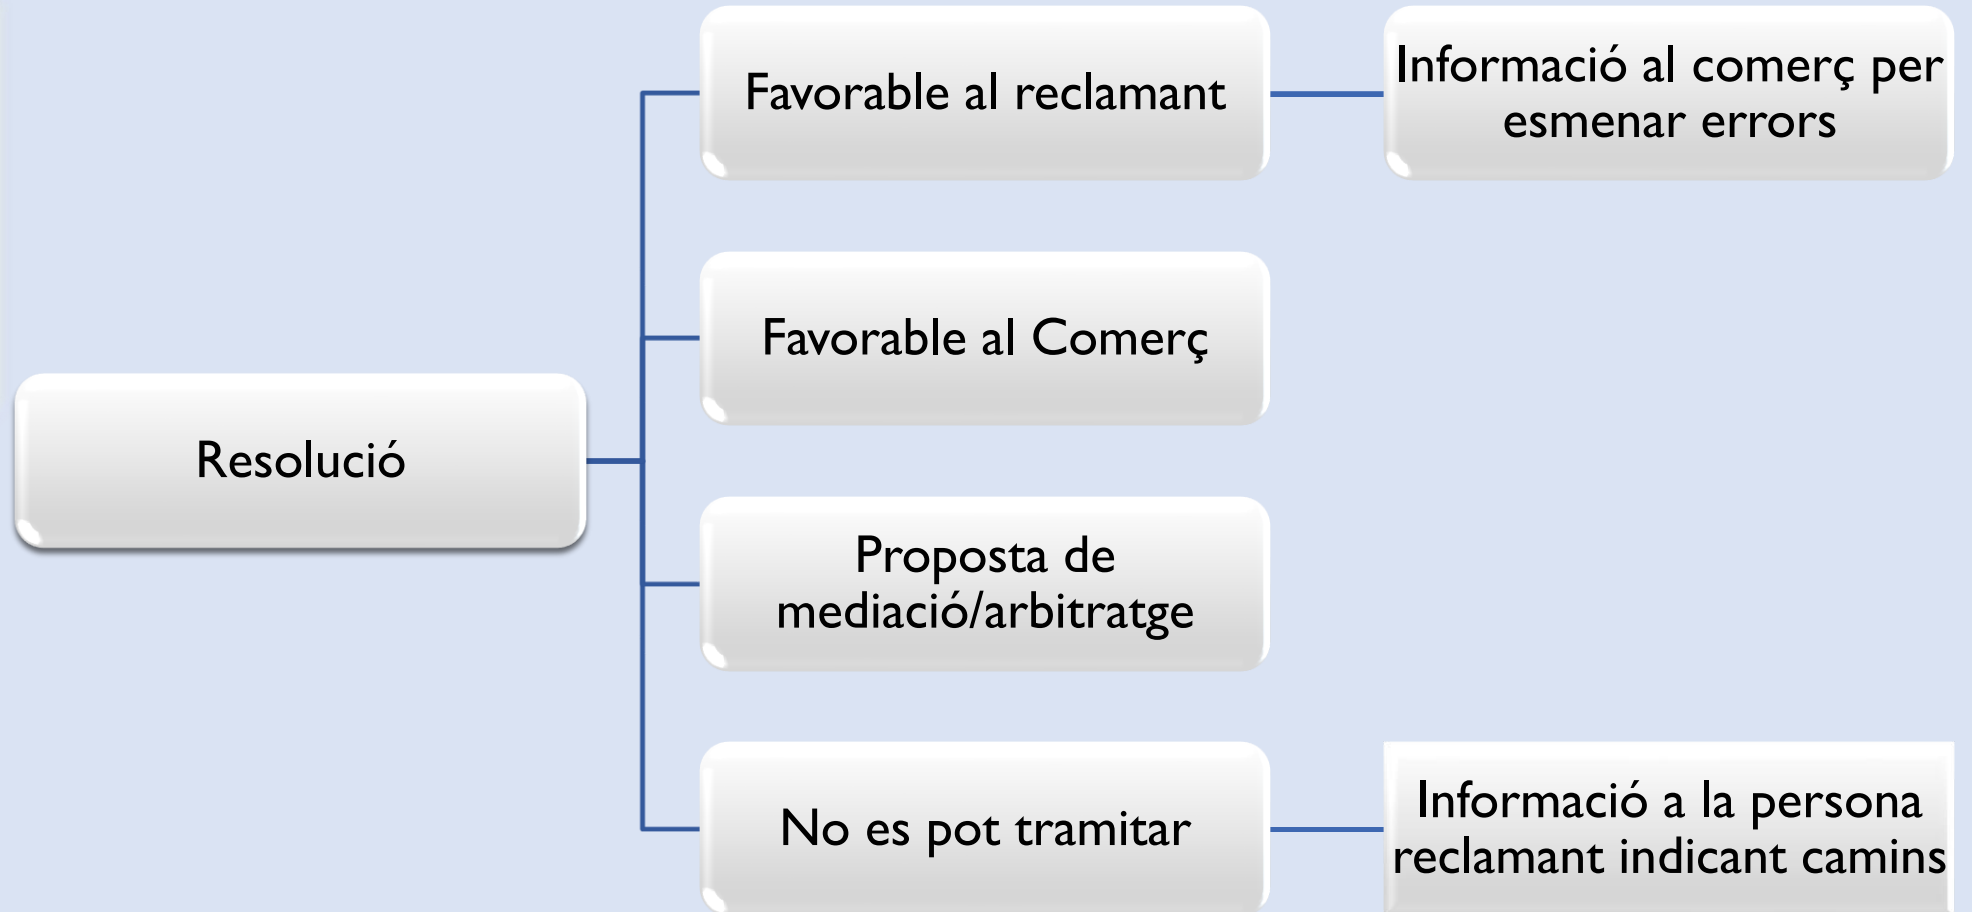 Favorable al reclamant
Informació al comerç per
esmenar errors
Favorable al Comerç
Resolució
Proposta de
mediació/arbitratge
No es pot tramitar
Informació a la persona
reclamant indicant camins